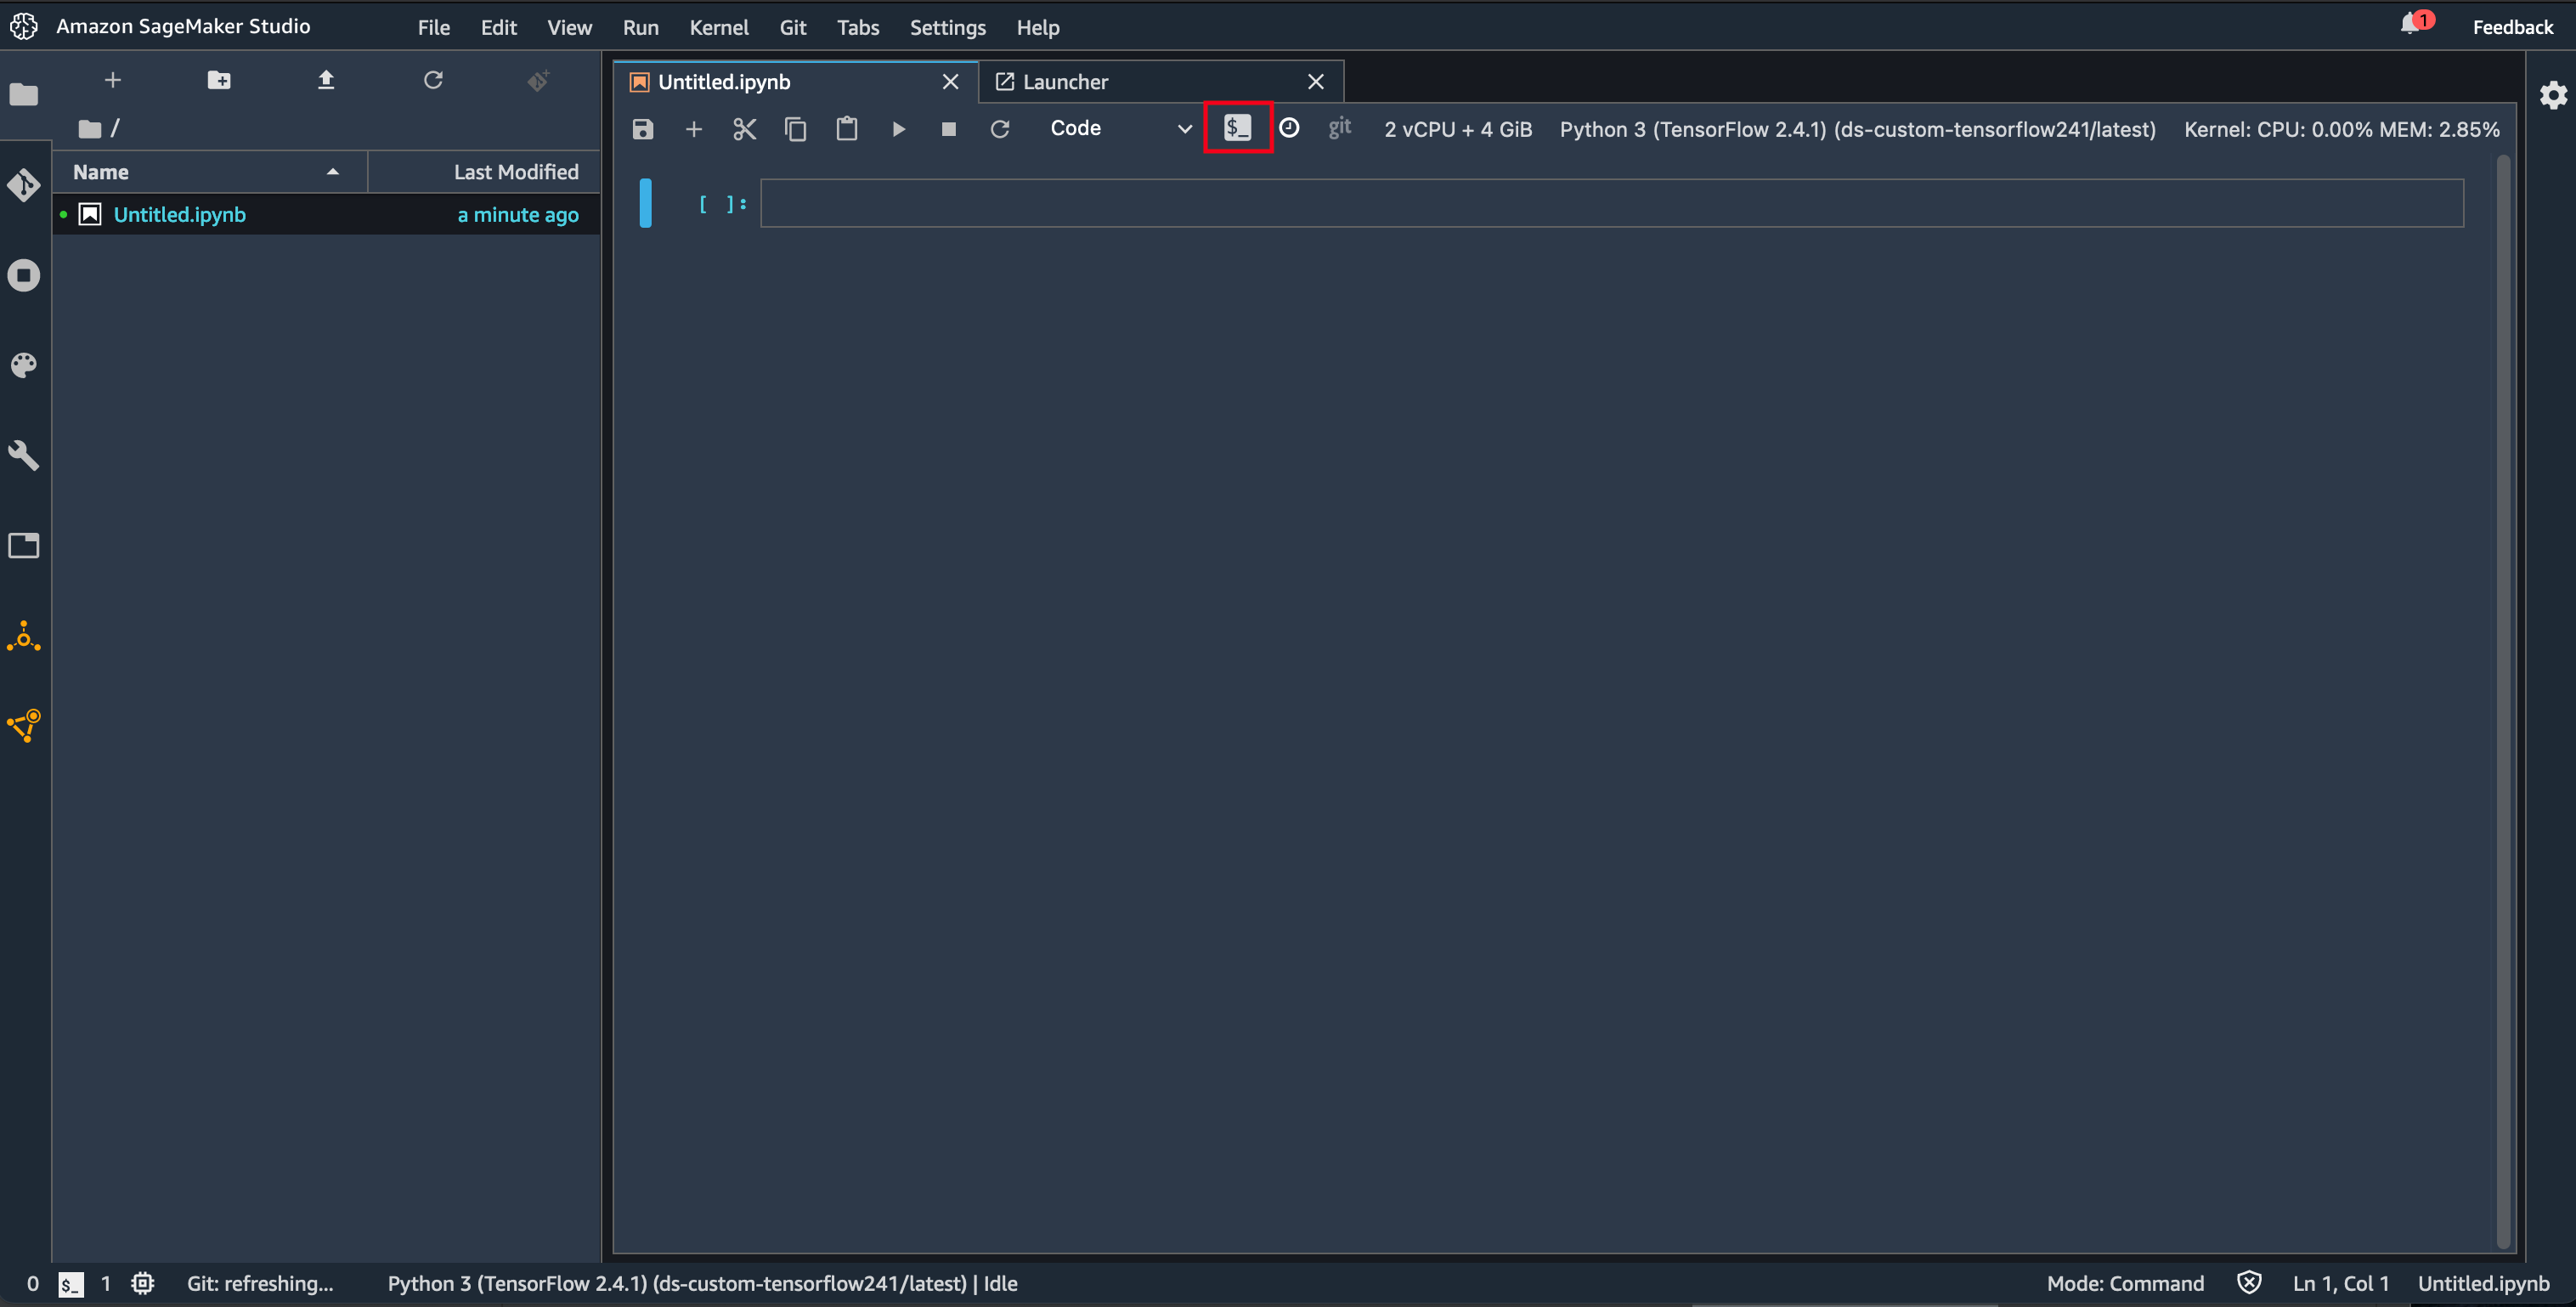 Amazon SageMaker Studio File Edit View Run Kernel Git Tabs Settings Help 1 Feedback
Untitled.ipynb Launcher
/
Code $_ git 2 vCPU + 4 GiB Python 3 (TensorFlow 2.4.1) (ds-custom-tensorflow241/latest) Kernel: CPU: 0.00% MEM: 2.85%
Name Last Modified
Untitled.ipynb a minute ago
[ ]:
0 $_ 1 Git: refreshing... Python 3 (TensorFlow 2.4.1) (ds-custom-tensorflow241/latest) | Idle Mode: Command Ln 1, Col 1 Untitled.ipynb